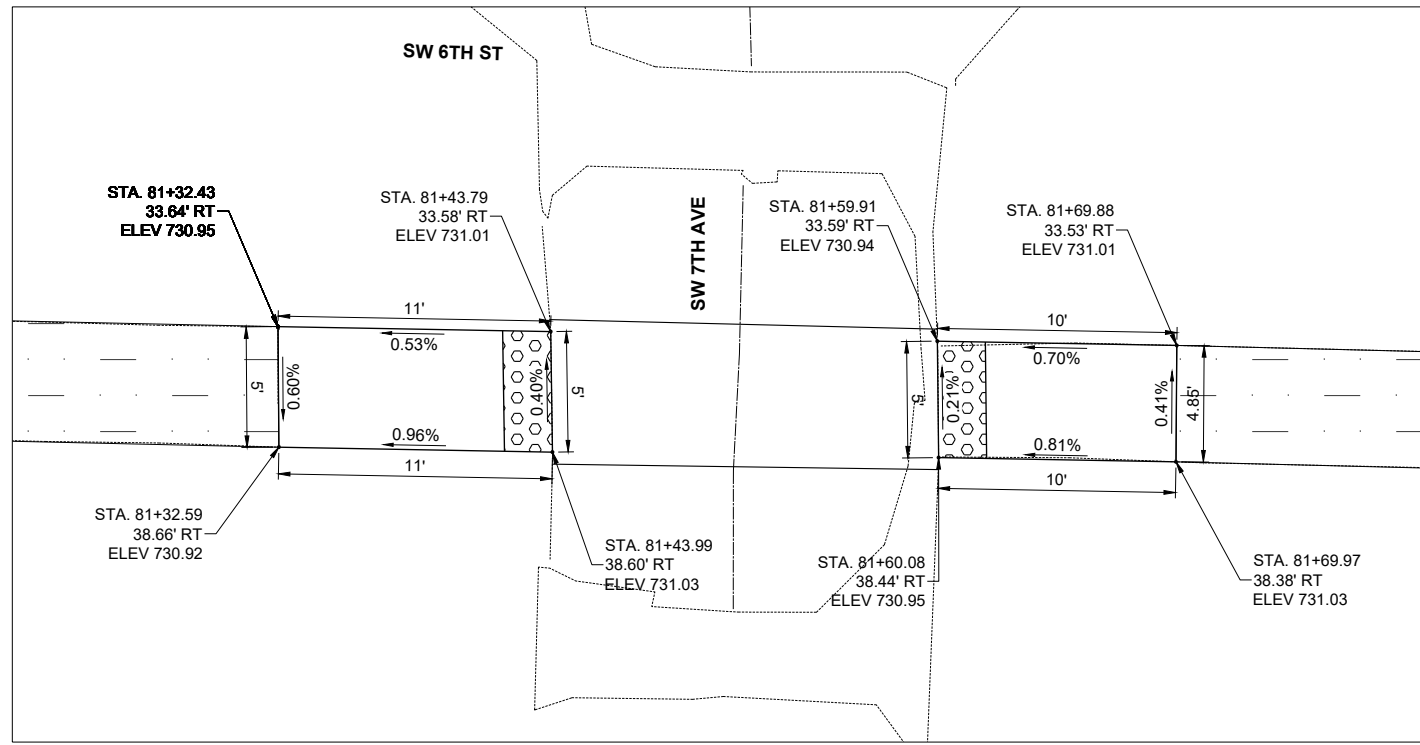 SW 6TH ST
STA. 81+32.43
33.64' RT
ELEV 730.95
STA. 81+43.79
33.58' RT
ELEV 731.01
SW 7TH AVE
STA. 81+59.91
33.59' RT
ELEV 730.94
STA. 81+69.88
33.53' RT
ELEV 731.01
11'
10'
0.53%
0.70%
5'
0.60%
0.40%
5'
5'
0.21%
0.41%
4.85'
0.96%
0.81%
11'
10'
STA. 81+32.59
38.66' RT
ELEV 730.92
STA. 81+43.99
38.60' RT
ELEV 731.03
STA. 81+60.08
38.44' RT
ELEV 730.95
STA. 81+69.97
38.38' RT
ELEV 731.03